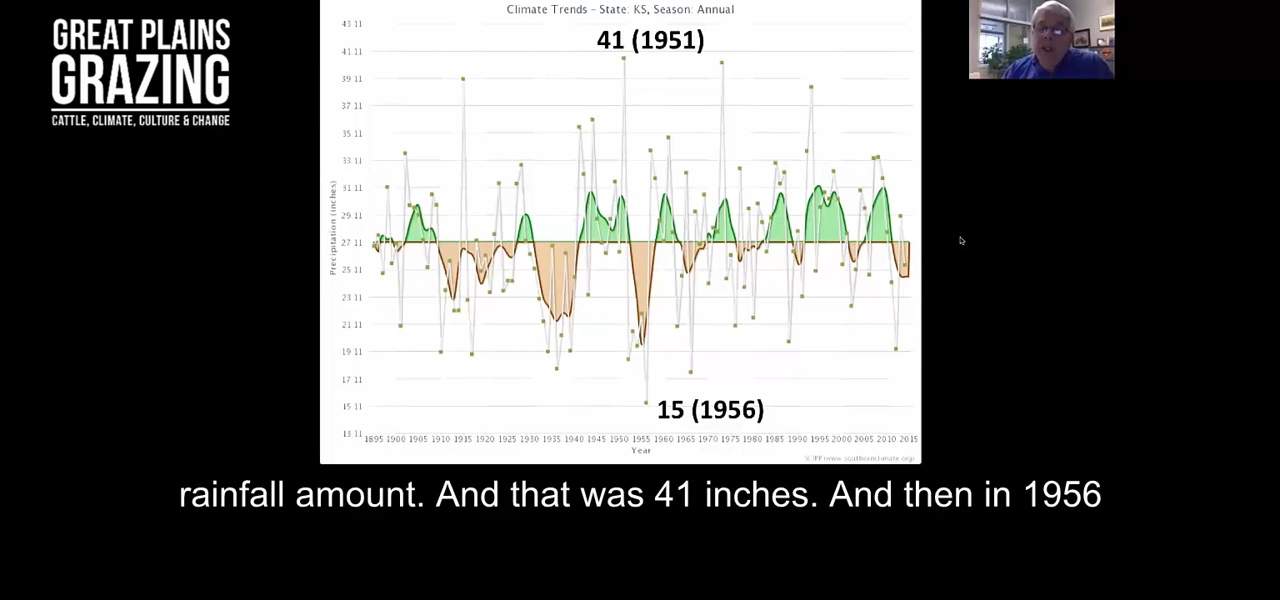 GREAT PLAINS
GRAZING
CATTLE, CLIMATE, CULTURE & CHANGE
Climate Trends - State: KS, Season: Annual
41 (1951)
43 11
41 11
39 11
37 11
35 11
33 11
31 11
29 11
27 11
25 11
23 11
21 11
19 11
17 11
15 11
13 11
Precipitation (inches)
15 (1956)
1895 1900 1905 1910 1915 1920 1925 1930 1935 1940 1945 1950 1955 1960 1965 1970 1975 1980 1985 1990 1995 2000 2005 2010 2015
Year
rainfall amount. And that was 41 inches. And then in 1956